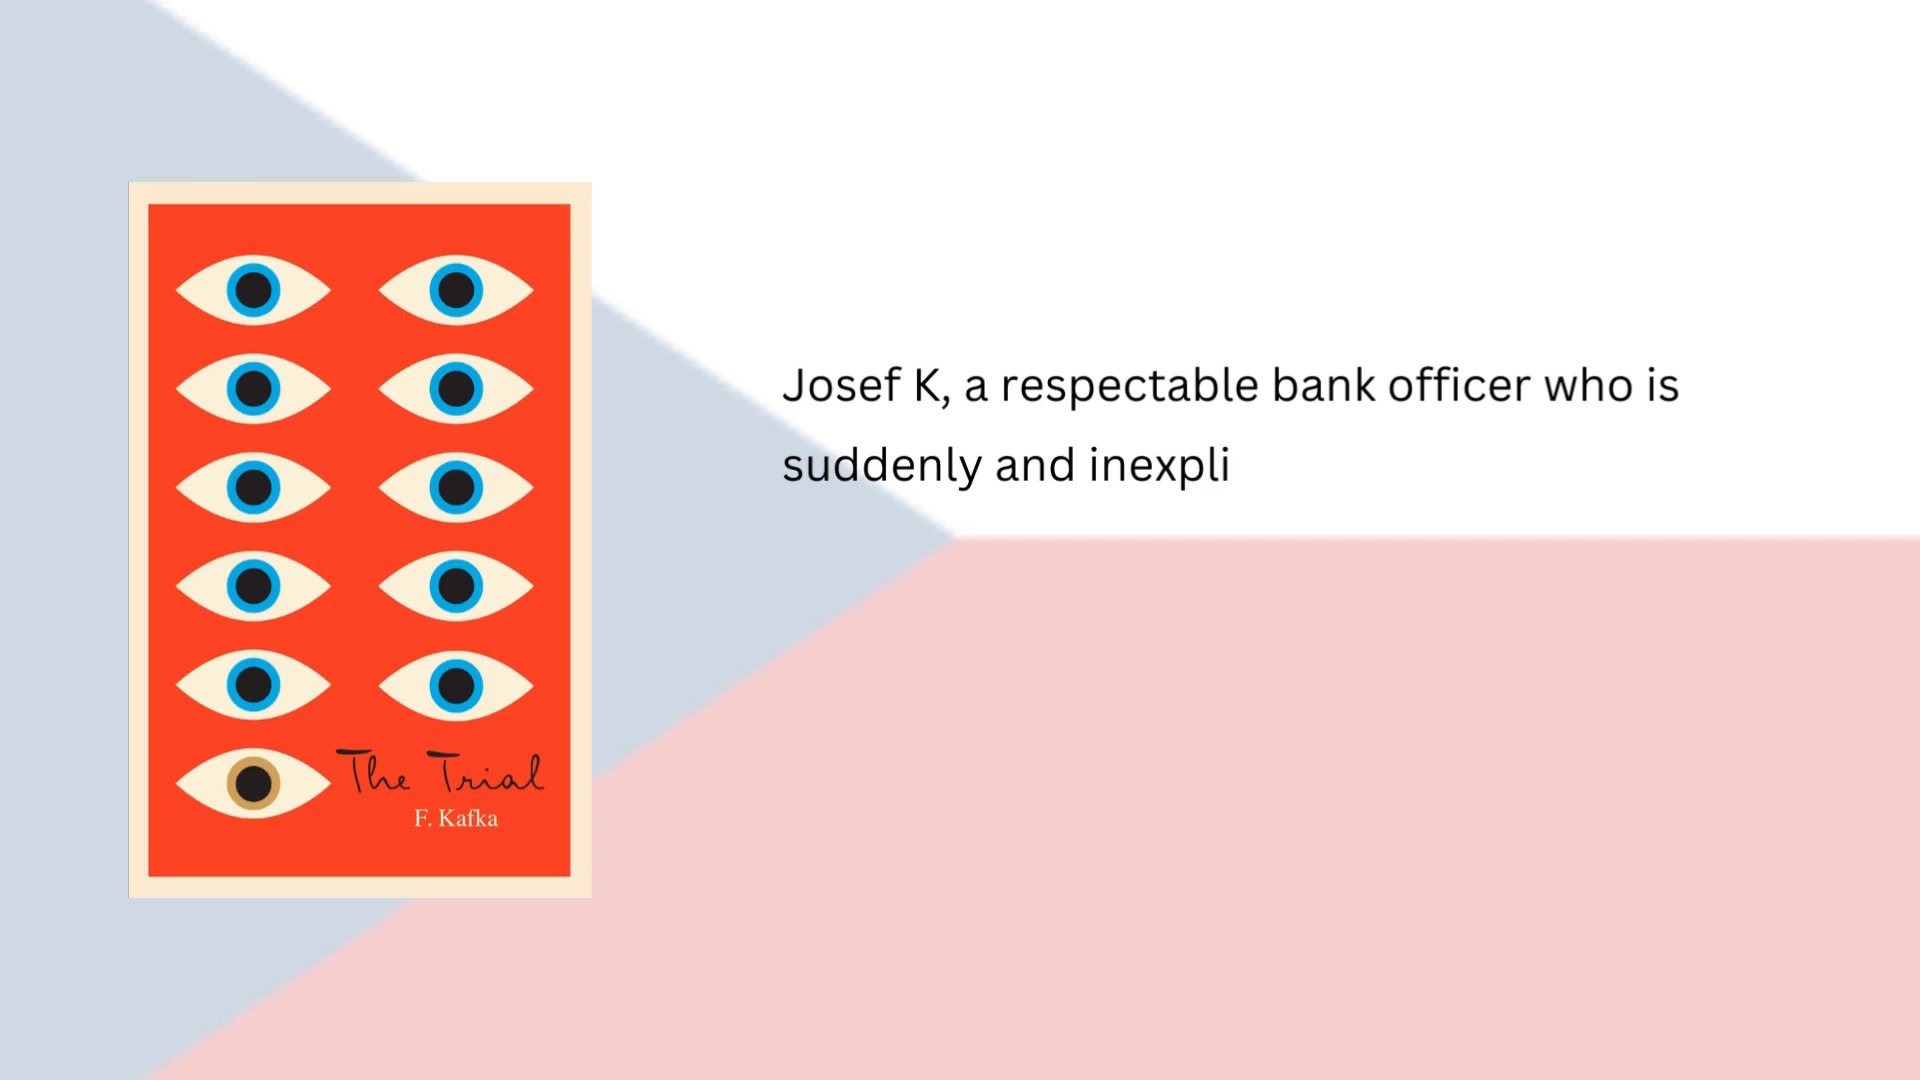 The Trial
F. Kafka
Josef K, a respectable bank officer who is
suddenly and inexpli